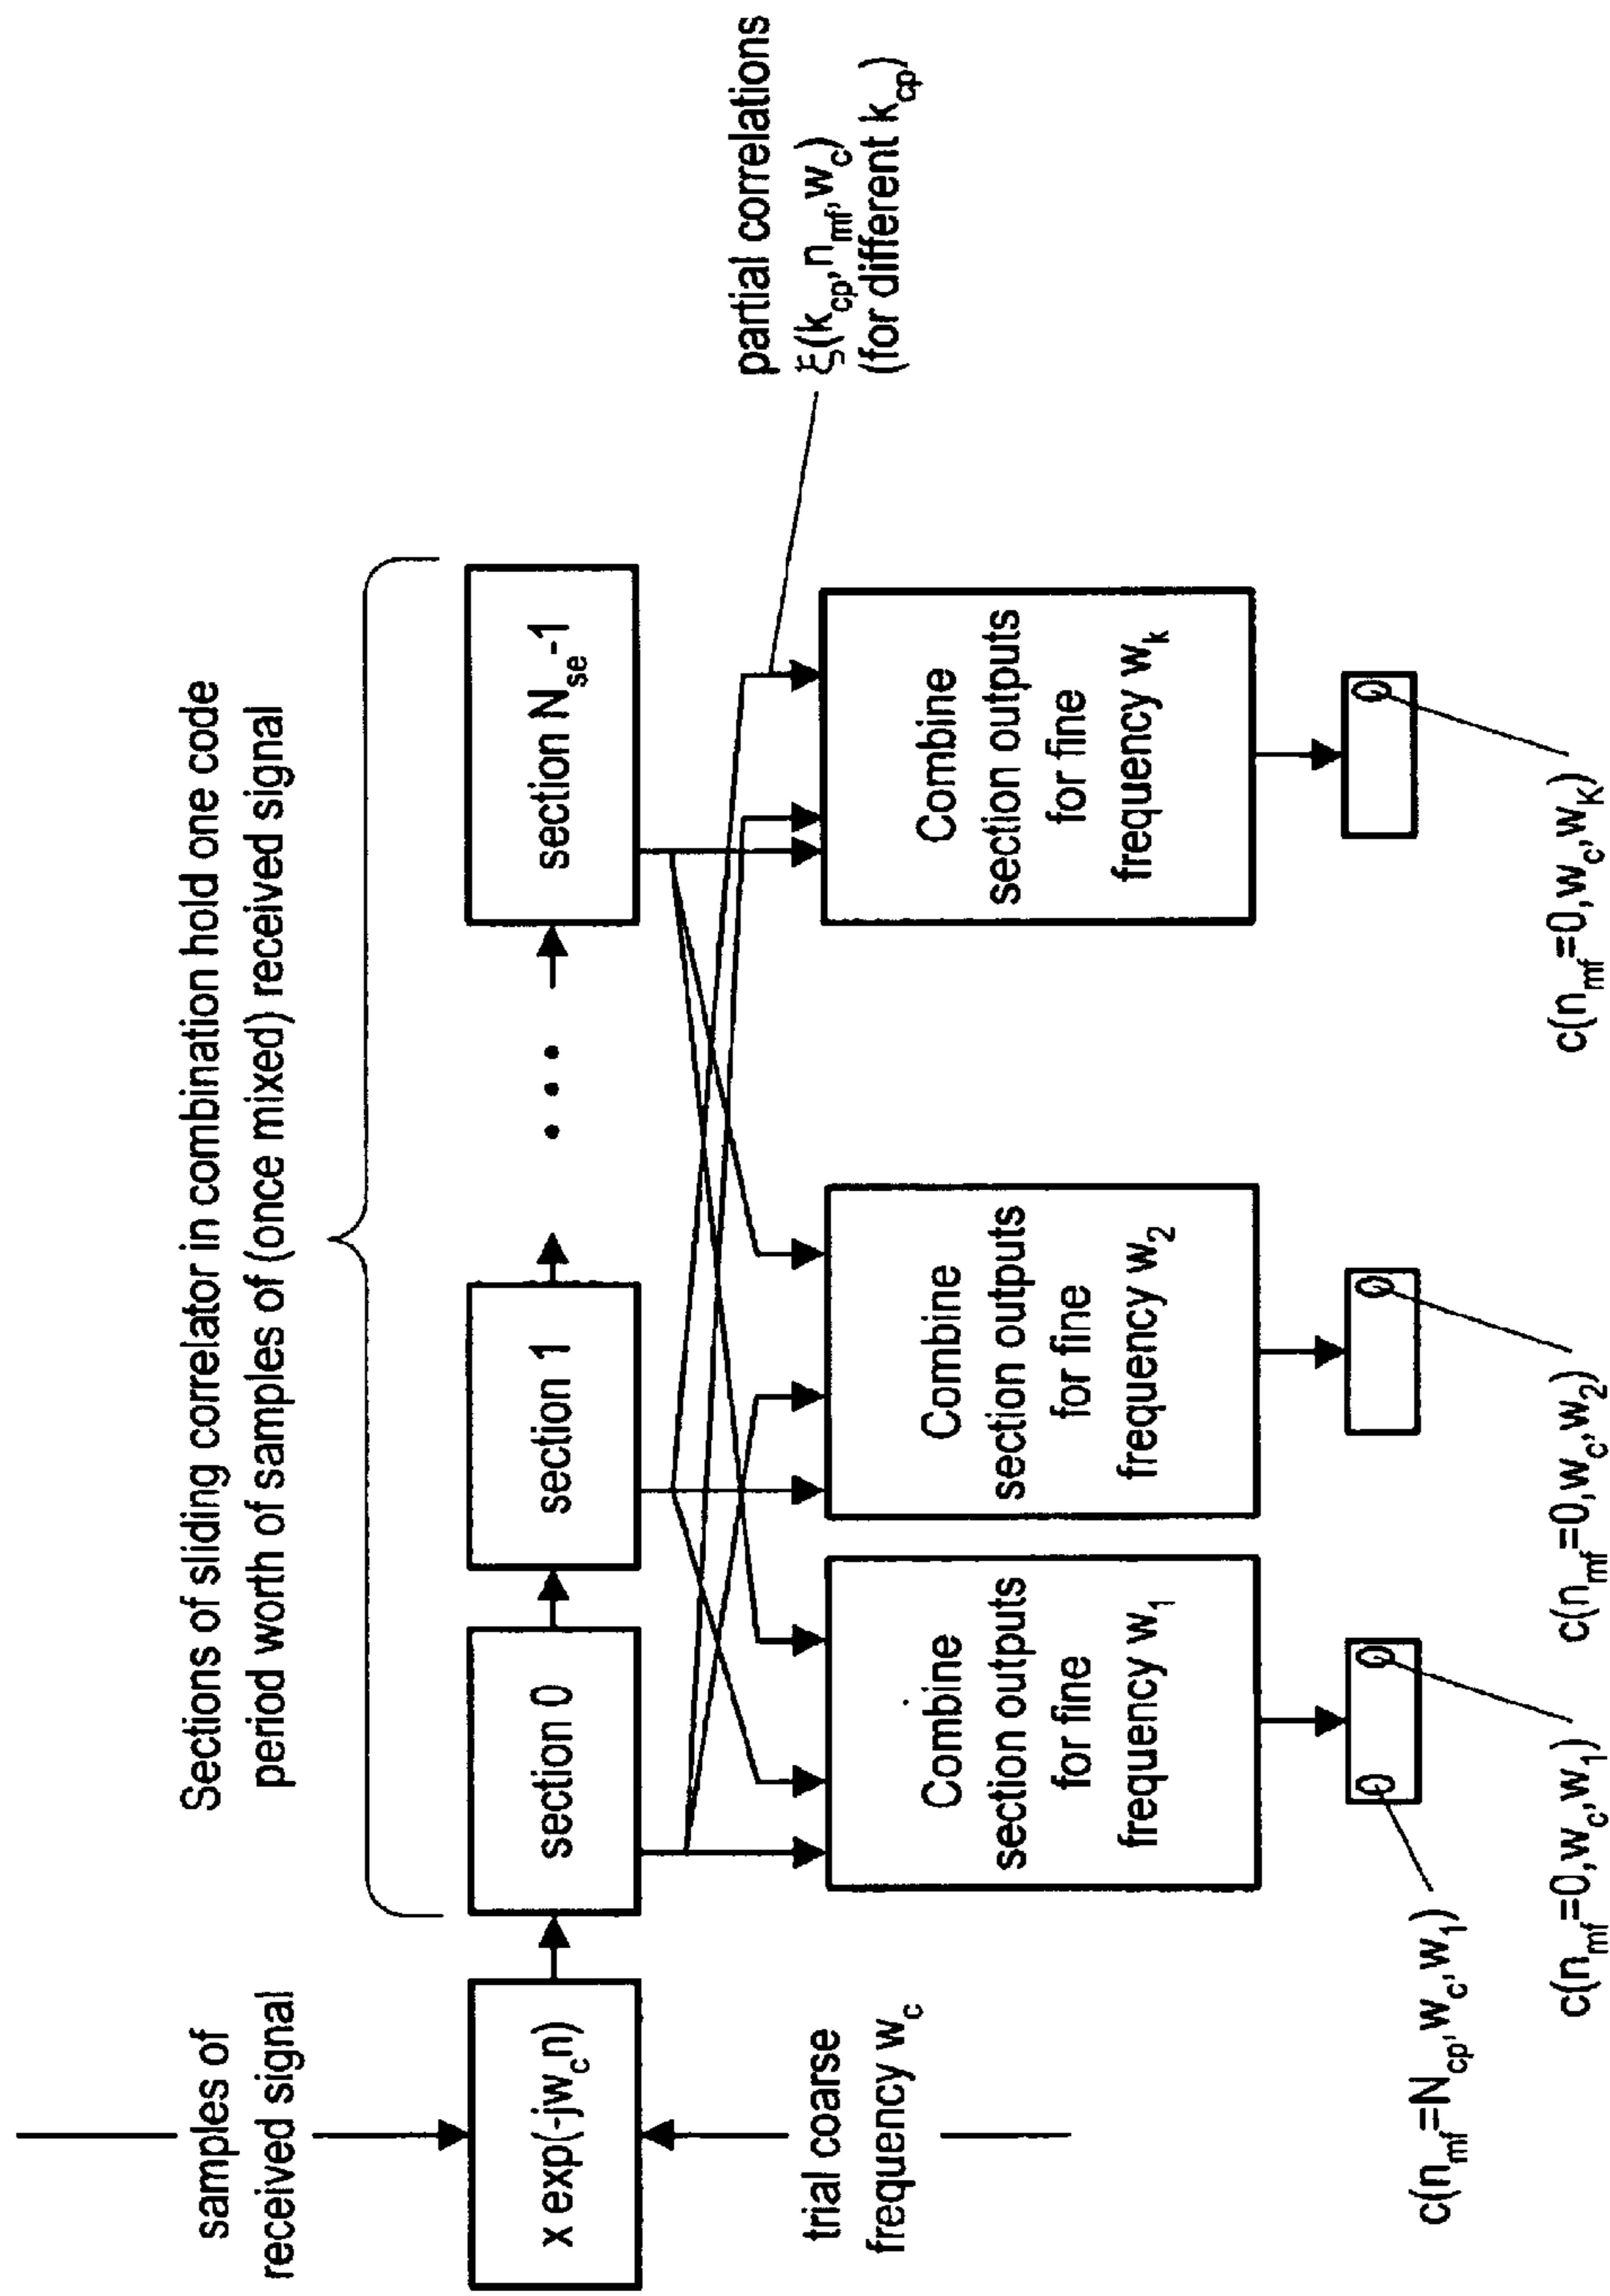 samples of
received signal
Sections of sliding correlator in combination hold one code
period worth of samples of (once mixed) received signal
x exp(-jw_c n)
section 0
section 1
section N_se-1
trial coarse
frequency w_c
partial correlations
ξ(k_cp,n_mf,w_c)
(for different k_cp)
Combine
section outputs
for fine
frequency w_1
Combine
section outputs
for fine
frequency w_2
Combine
section outputs
for fine
frequency w_k
c(n_mf=N_cp,w_c,w_1)
c(n_mf=0,w_c,w_1)
c(n_mf=0,w_c,w_2)
c(n_mf=0,w_c,w_K)